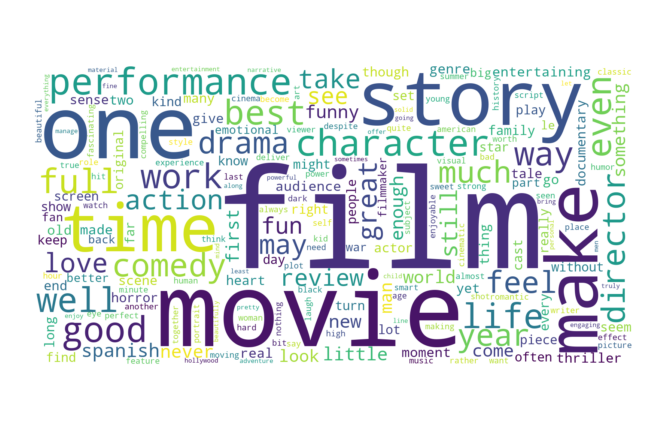 material
entertainment
narrative
art
summer
classic
everything
fine
cinema
become
script
let
performance
take
though
genre
big
entertaining
see
set
history
young
beautiful
sense
two
kind
many
best
funny
play
something
even
fascinating
compelling
manage
one
give
viewer
despite
offer
quite
going
american
solid
story
way
documentary
humor
drama
character
emotional
star
family
le
style
know
might
bad
tale
true
hit
original
full
work
experience
deliver
power
filmmaker
visual
part
go
seen
bring
role
along
sometimes
powerful
sweet
strong
much
worth
action
audience
people
great
enjoyable
subject
screen
minute
watch
last
dark
time
always
right
self
film
enough
still
thing
cast
really
personal
place
show
fan
first
fun
keep
old
made
back
far
may
kid
war
actor
cinematic
without
make
director
men
love
think
mind
day
need
plot
comedy
review
world
almost
every
end
better
human
least
heart
man
child
smart
yet
shot
romantic
truly
well
scene
age
feel
hour
horror
together
portrait
beautifully
laugh
black
turn
life
writer
another
movie
nothing
new
lot
line
making
seem
eye
enjoy
perfect
pretty
woman
hard
high
year
piece
engaging
effect
long
good
never
moving
real
bit
say
look
little
moment
come
often
picture
find
spanish
feature
hollywood
adventure
music
rather
want
thriller